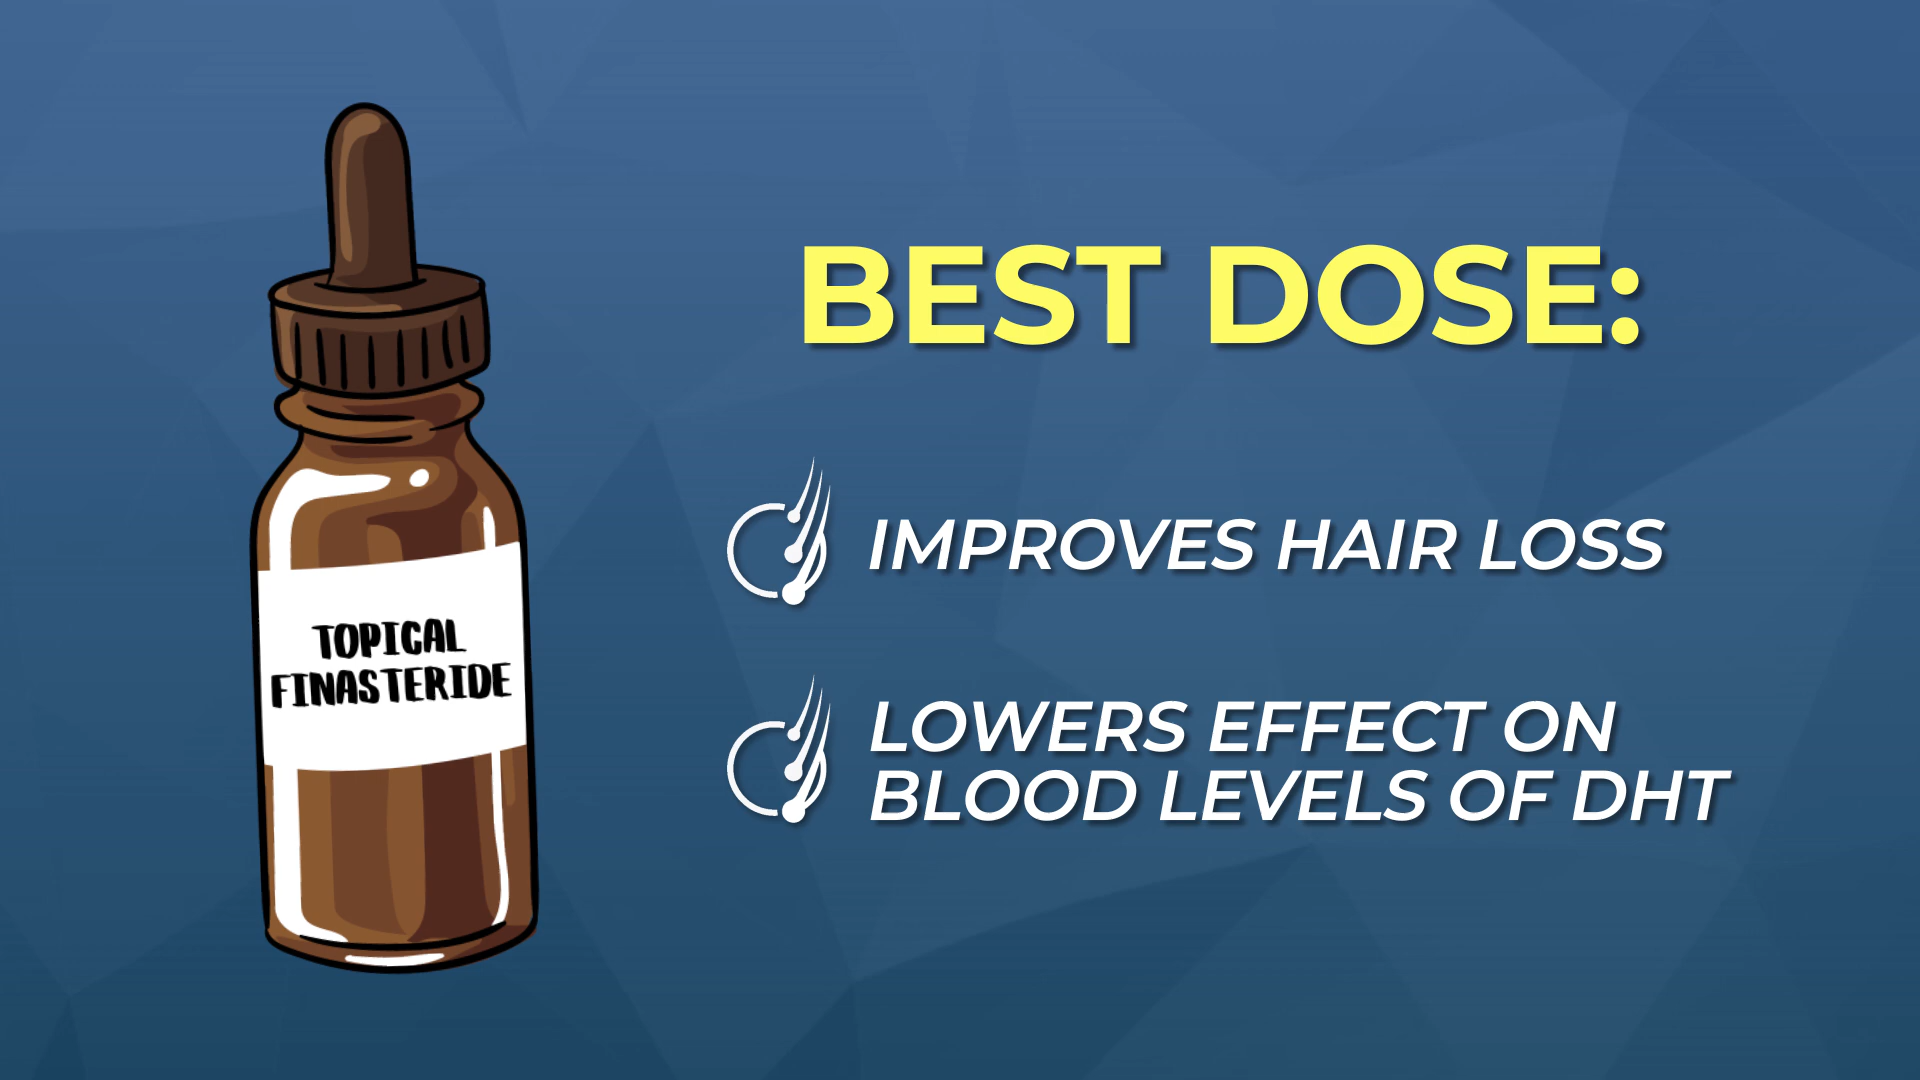 TOPICAL
FINASTERIDE
BEST DOSE:
IMPROVES HAIR LOSS
LOWERS EFFECT ON
BLOOD LEVELS OF DHT